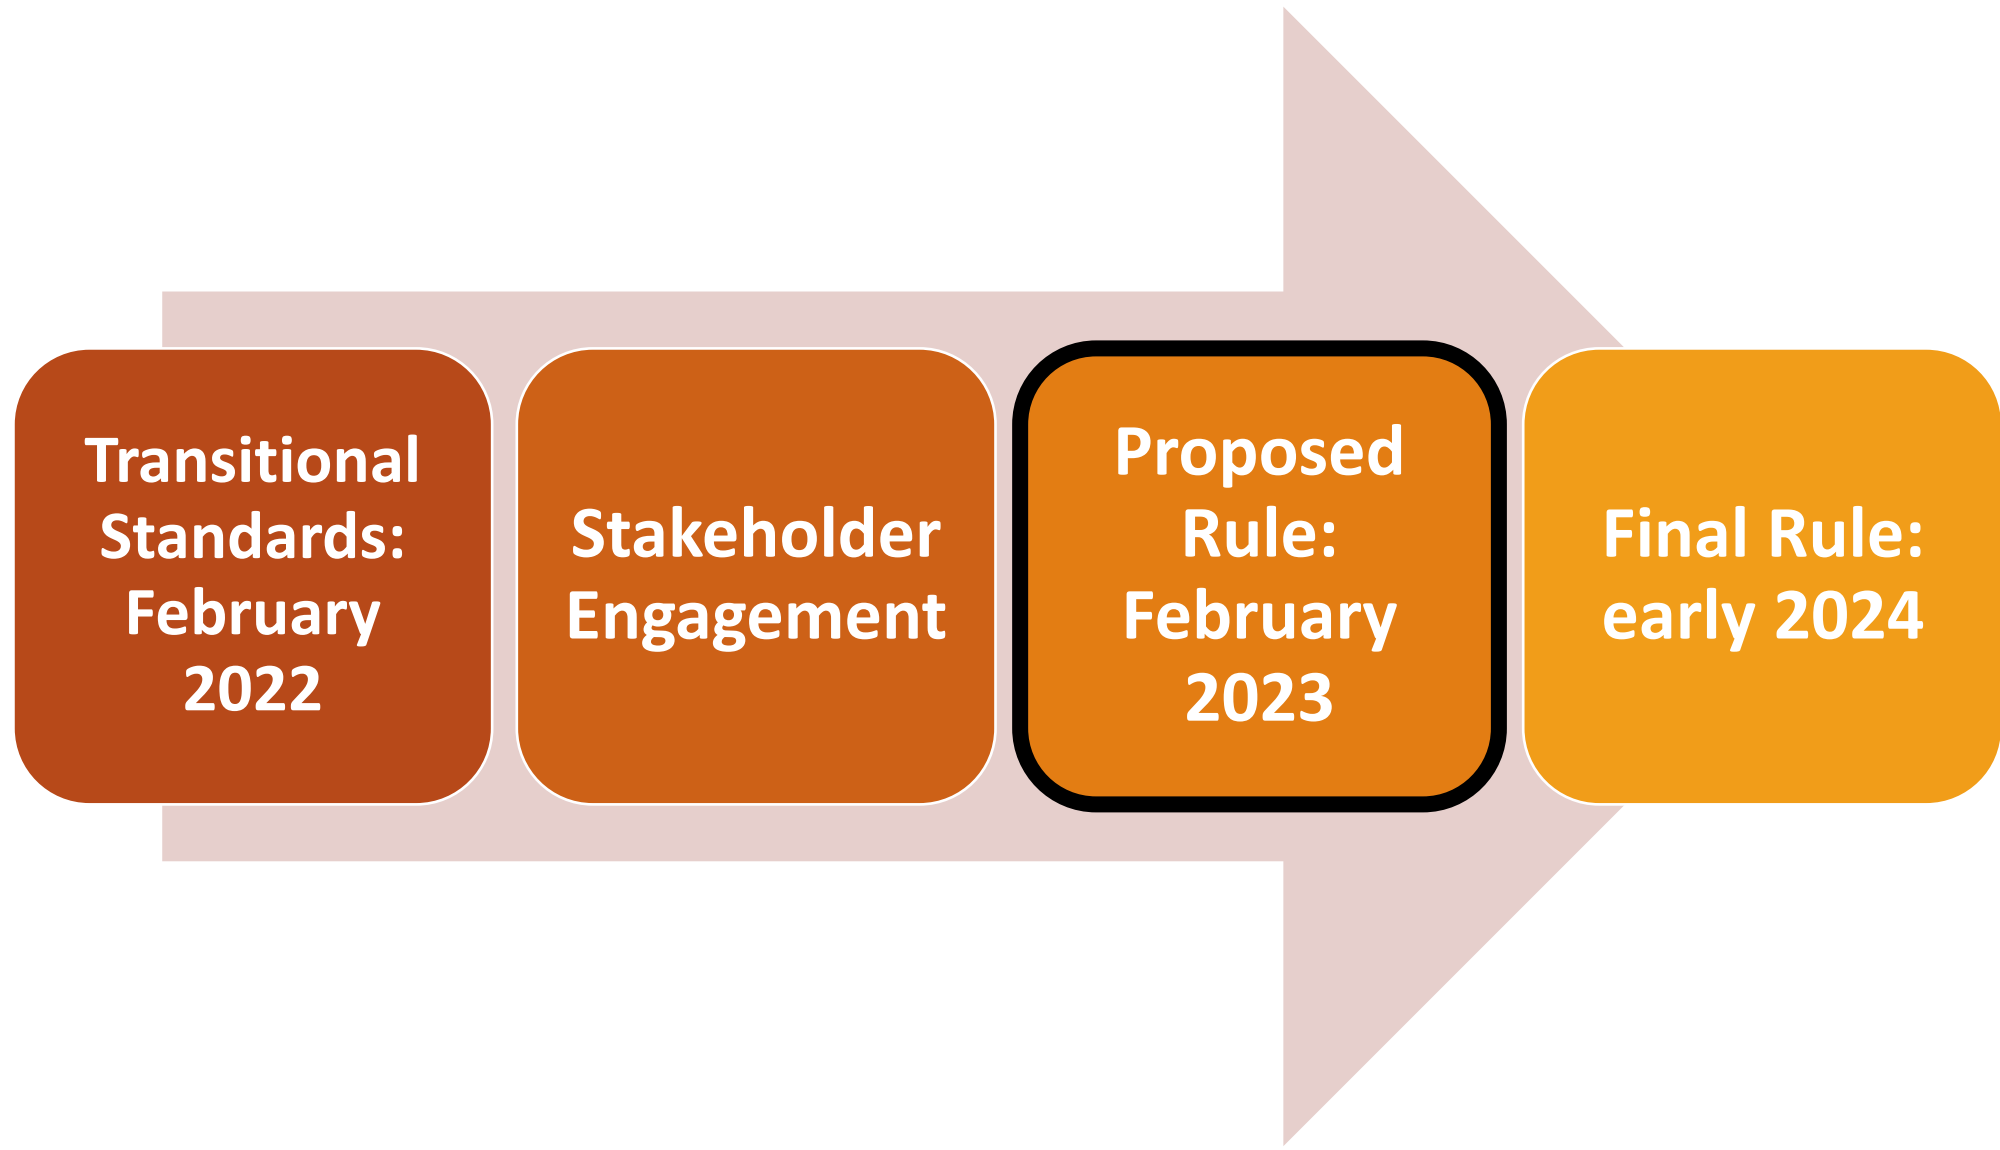 Transitional
Standards:
February
2022
Stakeholder
Engagement
Proposed
Rule:
February
2023
Final Rule:
early 2024